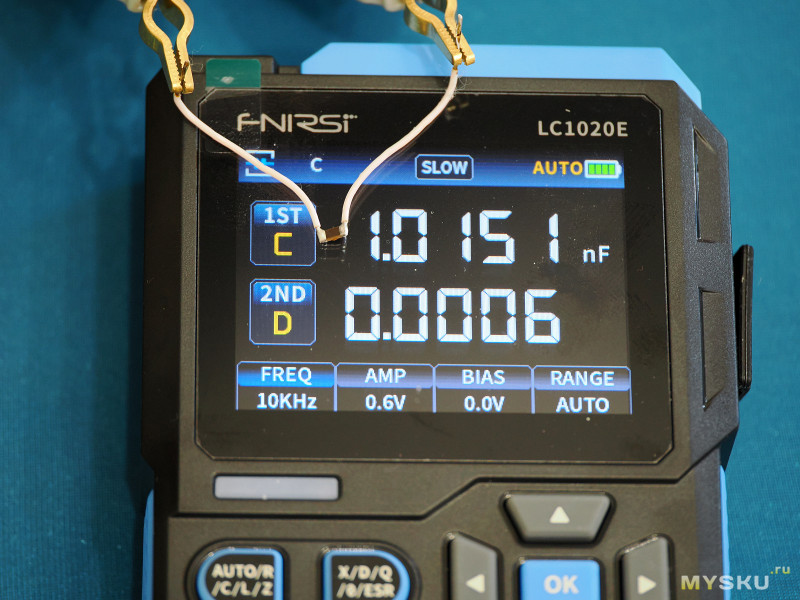 FNIRSI
LC1020E
C SLOW AUTO
1ST
C
1.0151 nF
2ND
D
0.0006
FREQ AMP BIAS RANGE
10KHz 0.6V 0.0V AUTO
AUTO/R
/C/L/Z
X/D/Q
/θ/ESR
▲
◀ OK ▶
MYSKU.ru